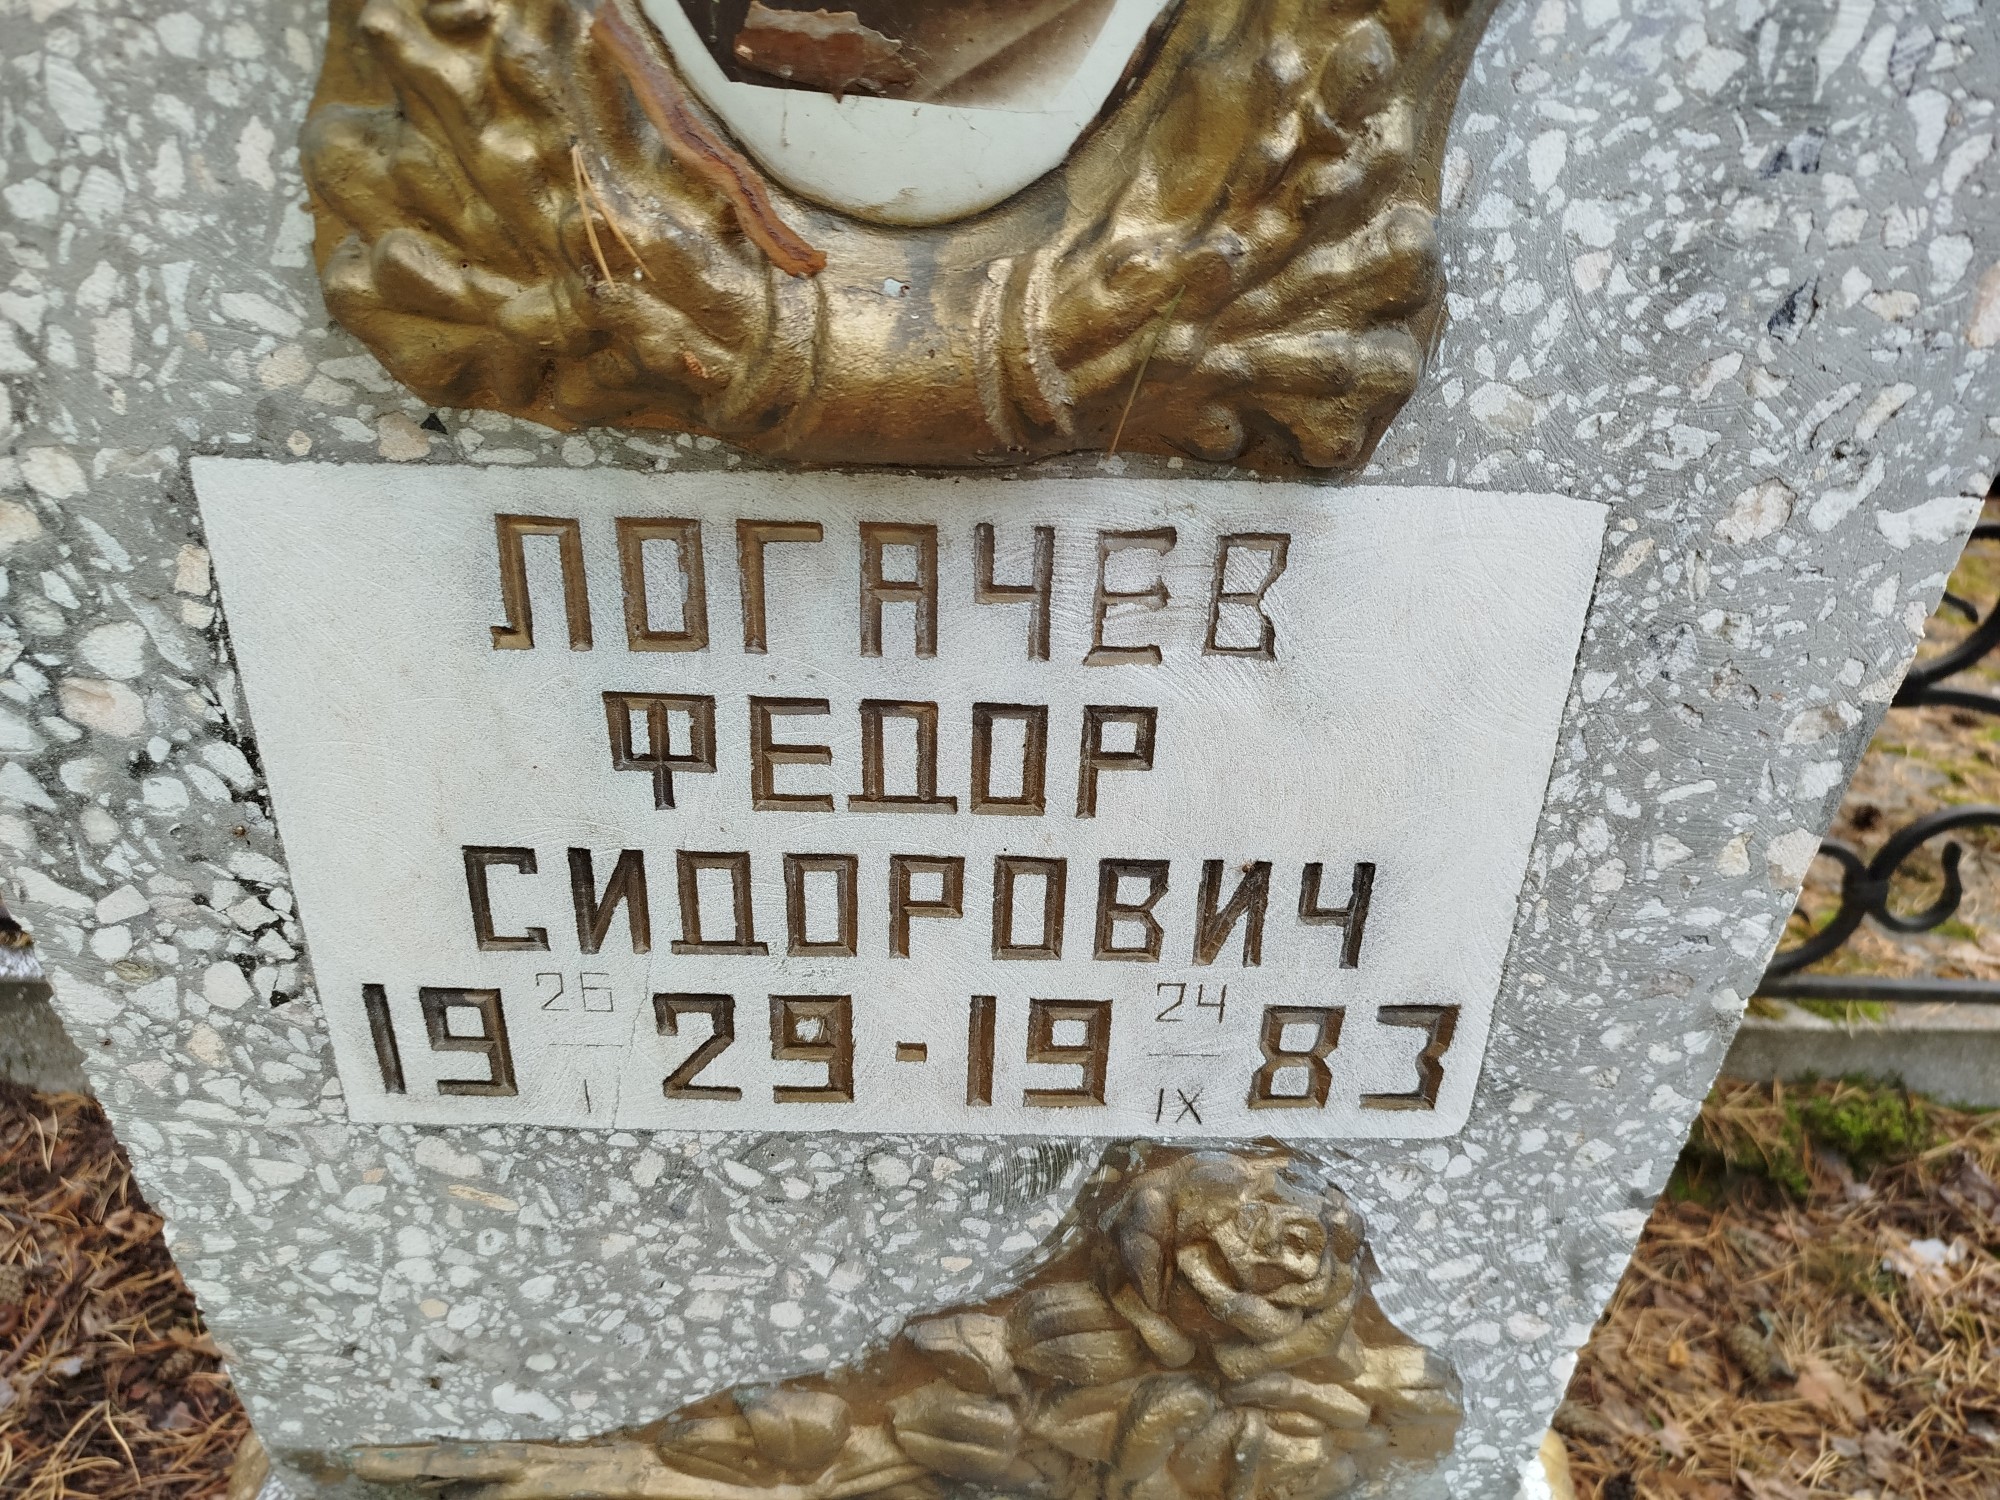 ЛОГАЧЕВ
ФЕДОР
СИДОРОВИЧ
19 26/I 29-19 24/IX 83